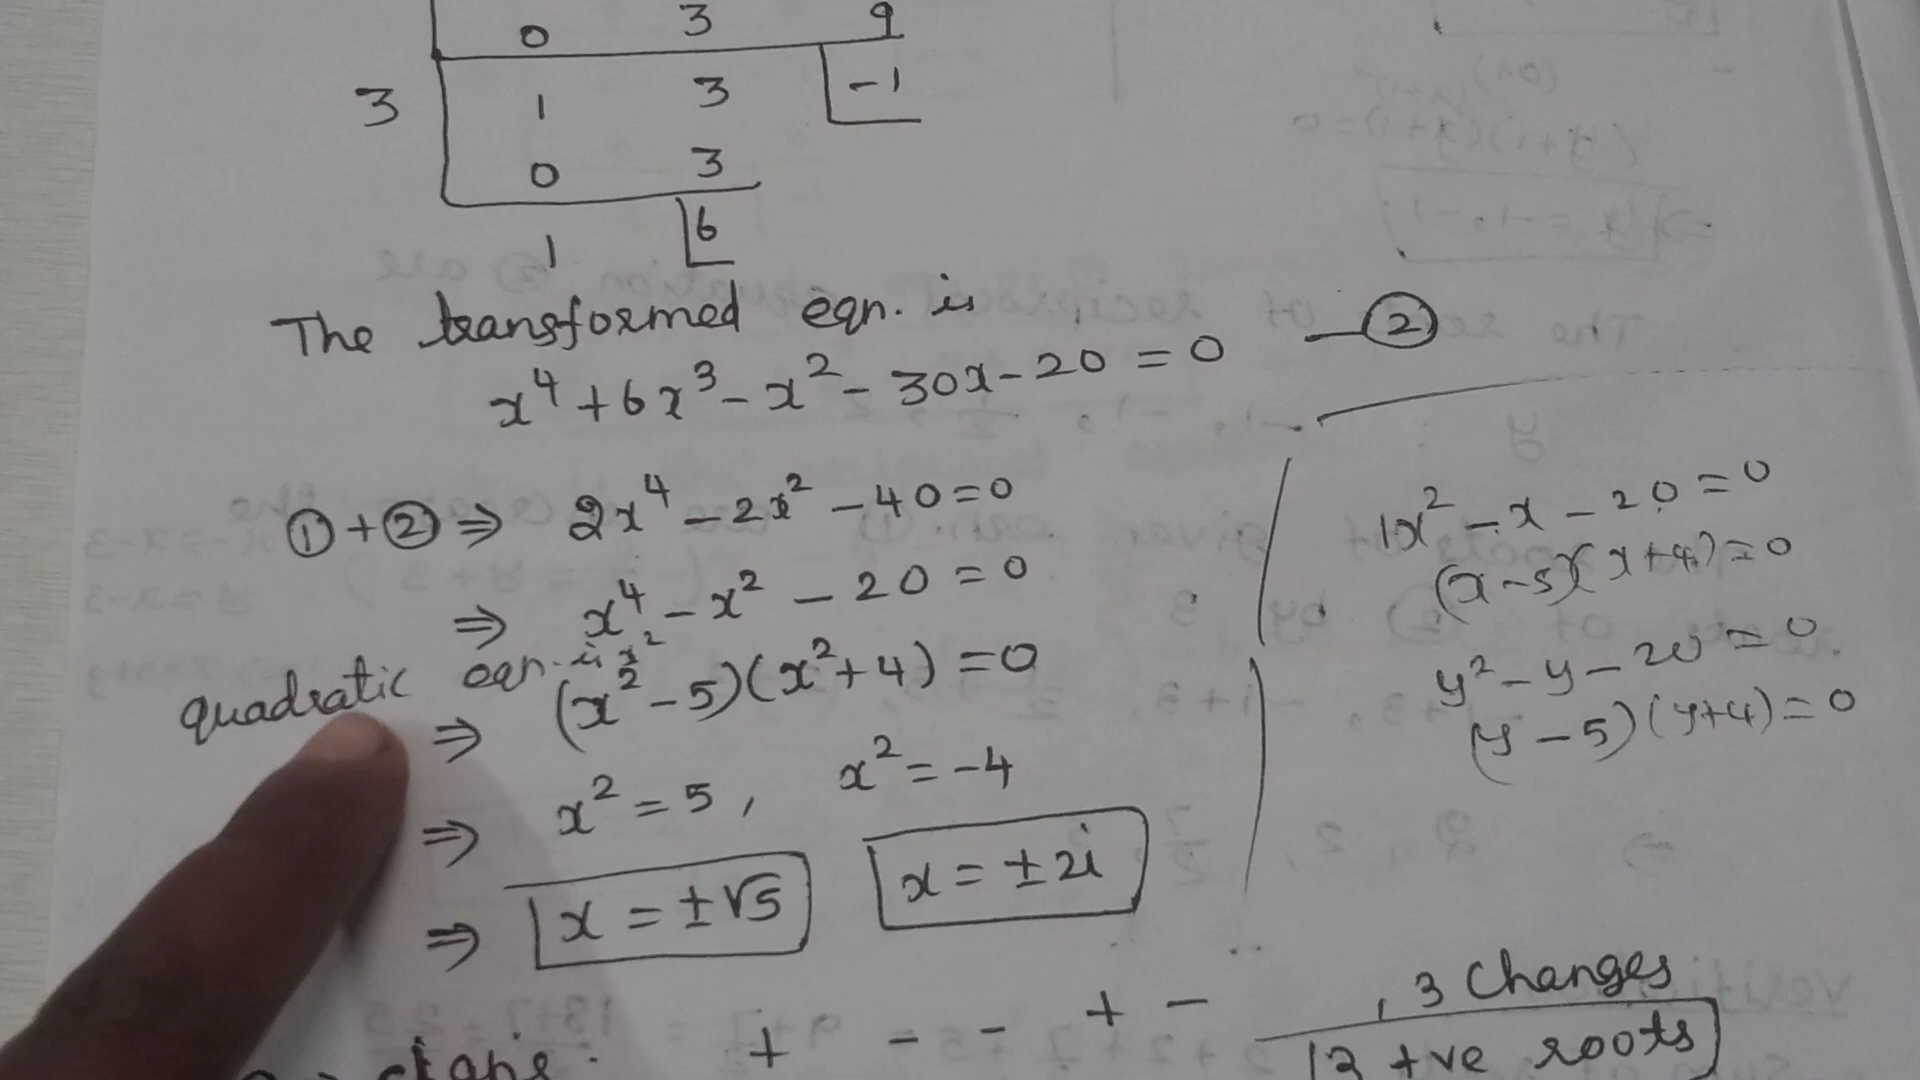 0 3 9
3 1 3 -1
0 3
1 6
The transformed eqn. is
x⁴ + 6x³ - x² - 30x - 20 = 0 — ②
① + ② ⇒ 2x⁴ - 2x² - 40 = 0
⇒ x⁴ - x² - 20 = 0
quadratic eqn. is x²
⇒ (x² - 5)(x² + 4) = 0
⇒ x² = 5, x² = -4
⇒ x = ±√5 x = ±2i
1x² - x - 20 = 0
(x - 5)(x + 4) = 0
y² - y - 20 = 0
(y - 5)(y + 4) = 0
+ - - + - , 3 Changes
+ve roots